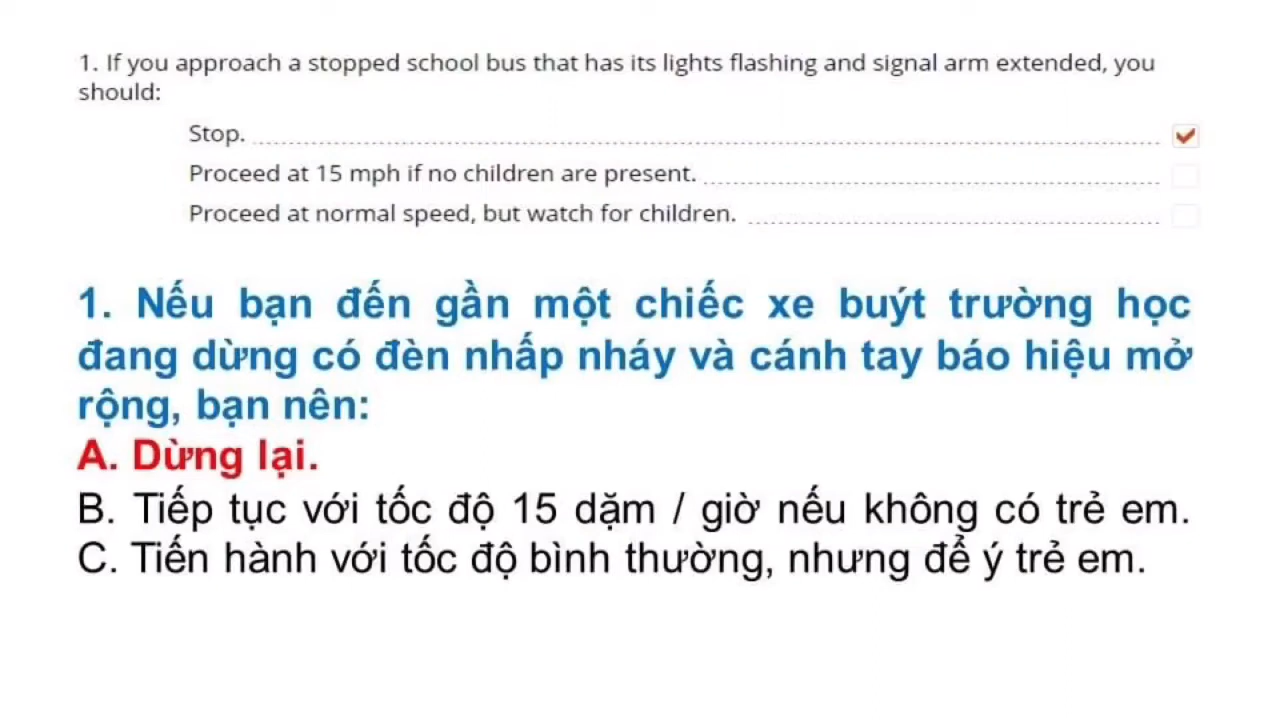 1. If you approach a stopped school bus that has its lights flashing and signal arm extended, you
should:
Stop.
Proceed at 15 mph if no children are present.
Proceed at normal speed, but watch for children.
1. Nếu bạn đến gần một chiếc xe buýt trường học
đang dừng có đèn nhấp nháy và cánh tay báo hiệu mở
rộng, bạn nên:
A. Dừng lại.
B. Tiếp tục với tốc độ 15 dặm / giờ nếu không có trẻ em.
C. Tiến hành với tốc độ bình thường, nhưng để ý trẻ em.